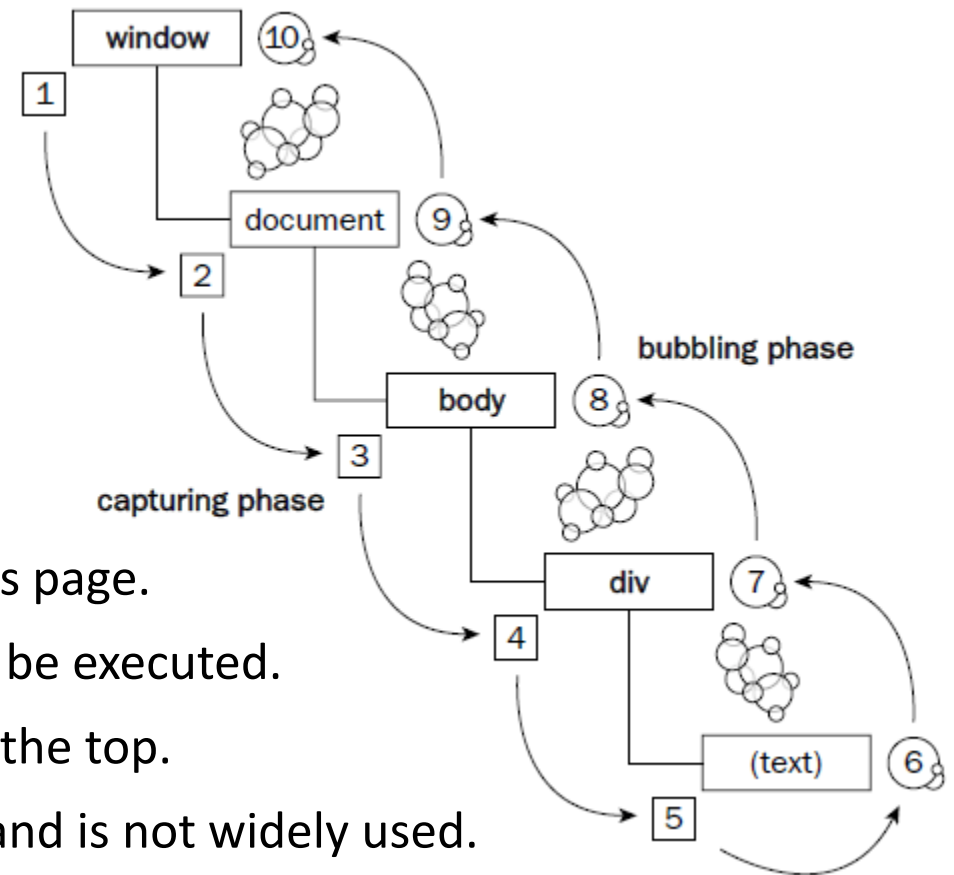 window
10
1
document
9
2
bubbling phase
body
8
3
capturing phase
div
7
s page.
4
be executed.
the top.
(text)
6
5
and is not widely used.